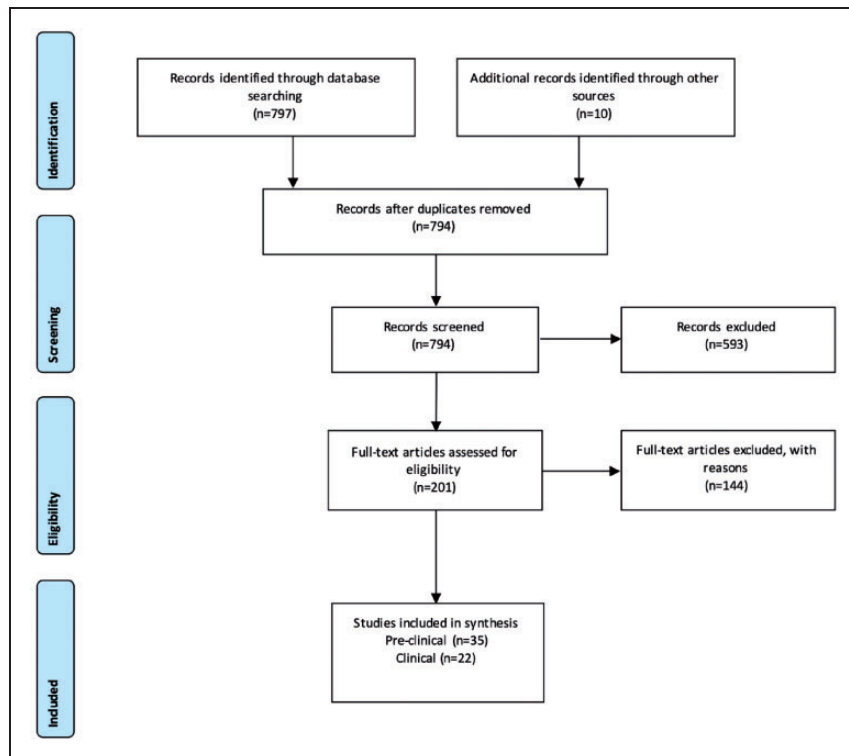 Identification
Records identified through database
searching
(n=797)
Additional records identified through other
sources
(n=10)
Records after duplicates removed
(n=794)
Screening
Records screened
(n=794)
Records excluded
(n=593)
Eligibility
Full-text articles assessed for
eligibility
(n=201)
Full-text articles excluded, with
reasons
(n=144)
Included
Studies included in synthesis
Pre-clinical (n=35)
Clinical (n=22)